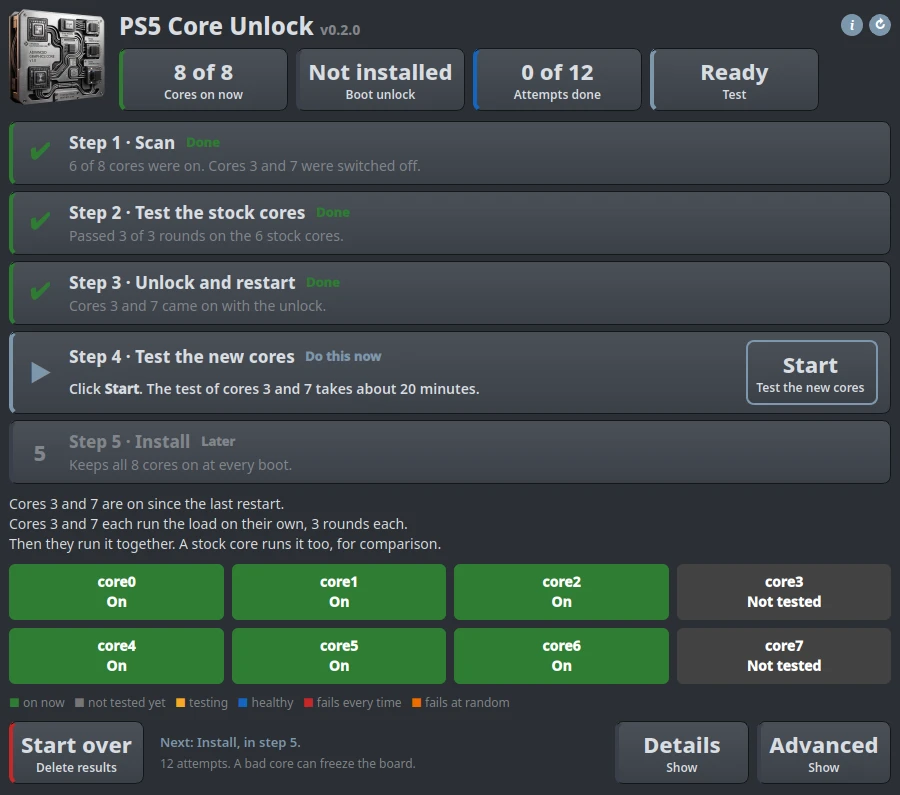 PS5 Core Unlock v0.2.0
i
8 of 8
Cores on now
Not installed
Boot unlock
0 of 12
Attempts done
Ready
Test
Step 1 · Scan Done
6 of 8 cores were on. Cores 3 and 7 were switched off.
Step 2 · Test the stock cores Done
Passed 3 of 3 rounds on the 6 stock cores.
Step 3 · Unlock and restart Done
Cores 3 and 7 came on with the unlock.
Step 4 · Test the new cores Do this now
Click Start. The test of cores 3 and 7 takes about 20 minutes.
Start
Test the new cores
5
Step 5 · Install Later
Keeps all 8 cores on at every boot.
Cores 3 and 7 are on since the last restart.
Cores 3 and 7 each run the load on their own, 3 rounds each.
Then they run it together. A stock core runs it too, for comparison.
core0
On
core1
On
core2
On
core3
Not tested
core4
On
core5
On
core6
On
core7
Not tested
on now not tested yet testing healthy fails every time fails at random
Start over
Delete results
Next: Install, in step 5.
12 attempts. A bad core can freeze the board.
Details
Show
Advanced
Show